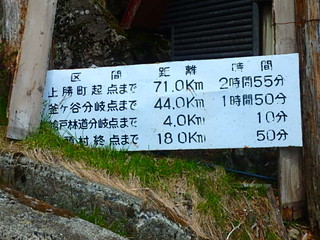 区間 距離 時間
上勝町起点まで 71.0Km 2時間55分
釜ヶ谷分岐点まで 44.0Km 1時間50分
戸林道分岐点まで 4.0Km 10分
村終点まで 18.0Km 50分